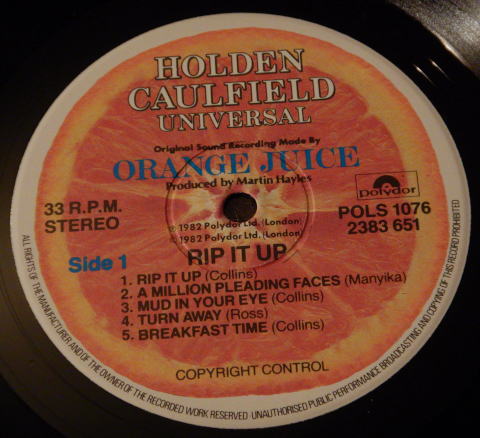 HOLDEN
CAULFIELD
UNIVERSAL
Original Sound Recording Made By
ORANGE JUICE
Produced by Martin Hayles
33 R.P.M.
STEREO
Polydor
POLS 1076
2383 651
℗ 1982 Polydor Ltd. (London)
© 1982 Polydor Ltd. (London)
RIP IT UP
Side 1
1. RIP IT UP (Collins)
2. A MILLION PLEADING FACES (Manyika)
3. MUD IN YOUR EYE (Collins)
4. TURN AWAY (Ross)
5. BREAKFAST TIME (Collins)
COPYRIGHT CONTROL
ALL RIGHTS OF THE MANUFACTURER AND OF THE OWNER OF THE RECORDED WORK RESERVED · UNAUTHORISED PUBLIC PERFORMANCE BROADCASTING AND COPYING OF THIS RECORD PROHIBITED